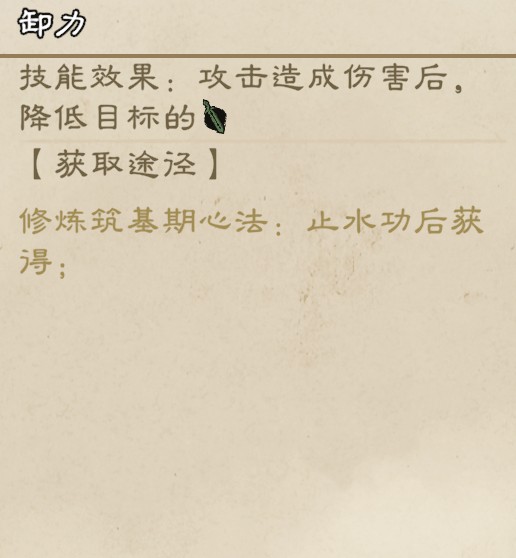 卸力
技能效果：攻击造成伤害后，
降低目标的
【获取途径】
修炼筑基期心法：止水功后获
得；